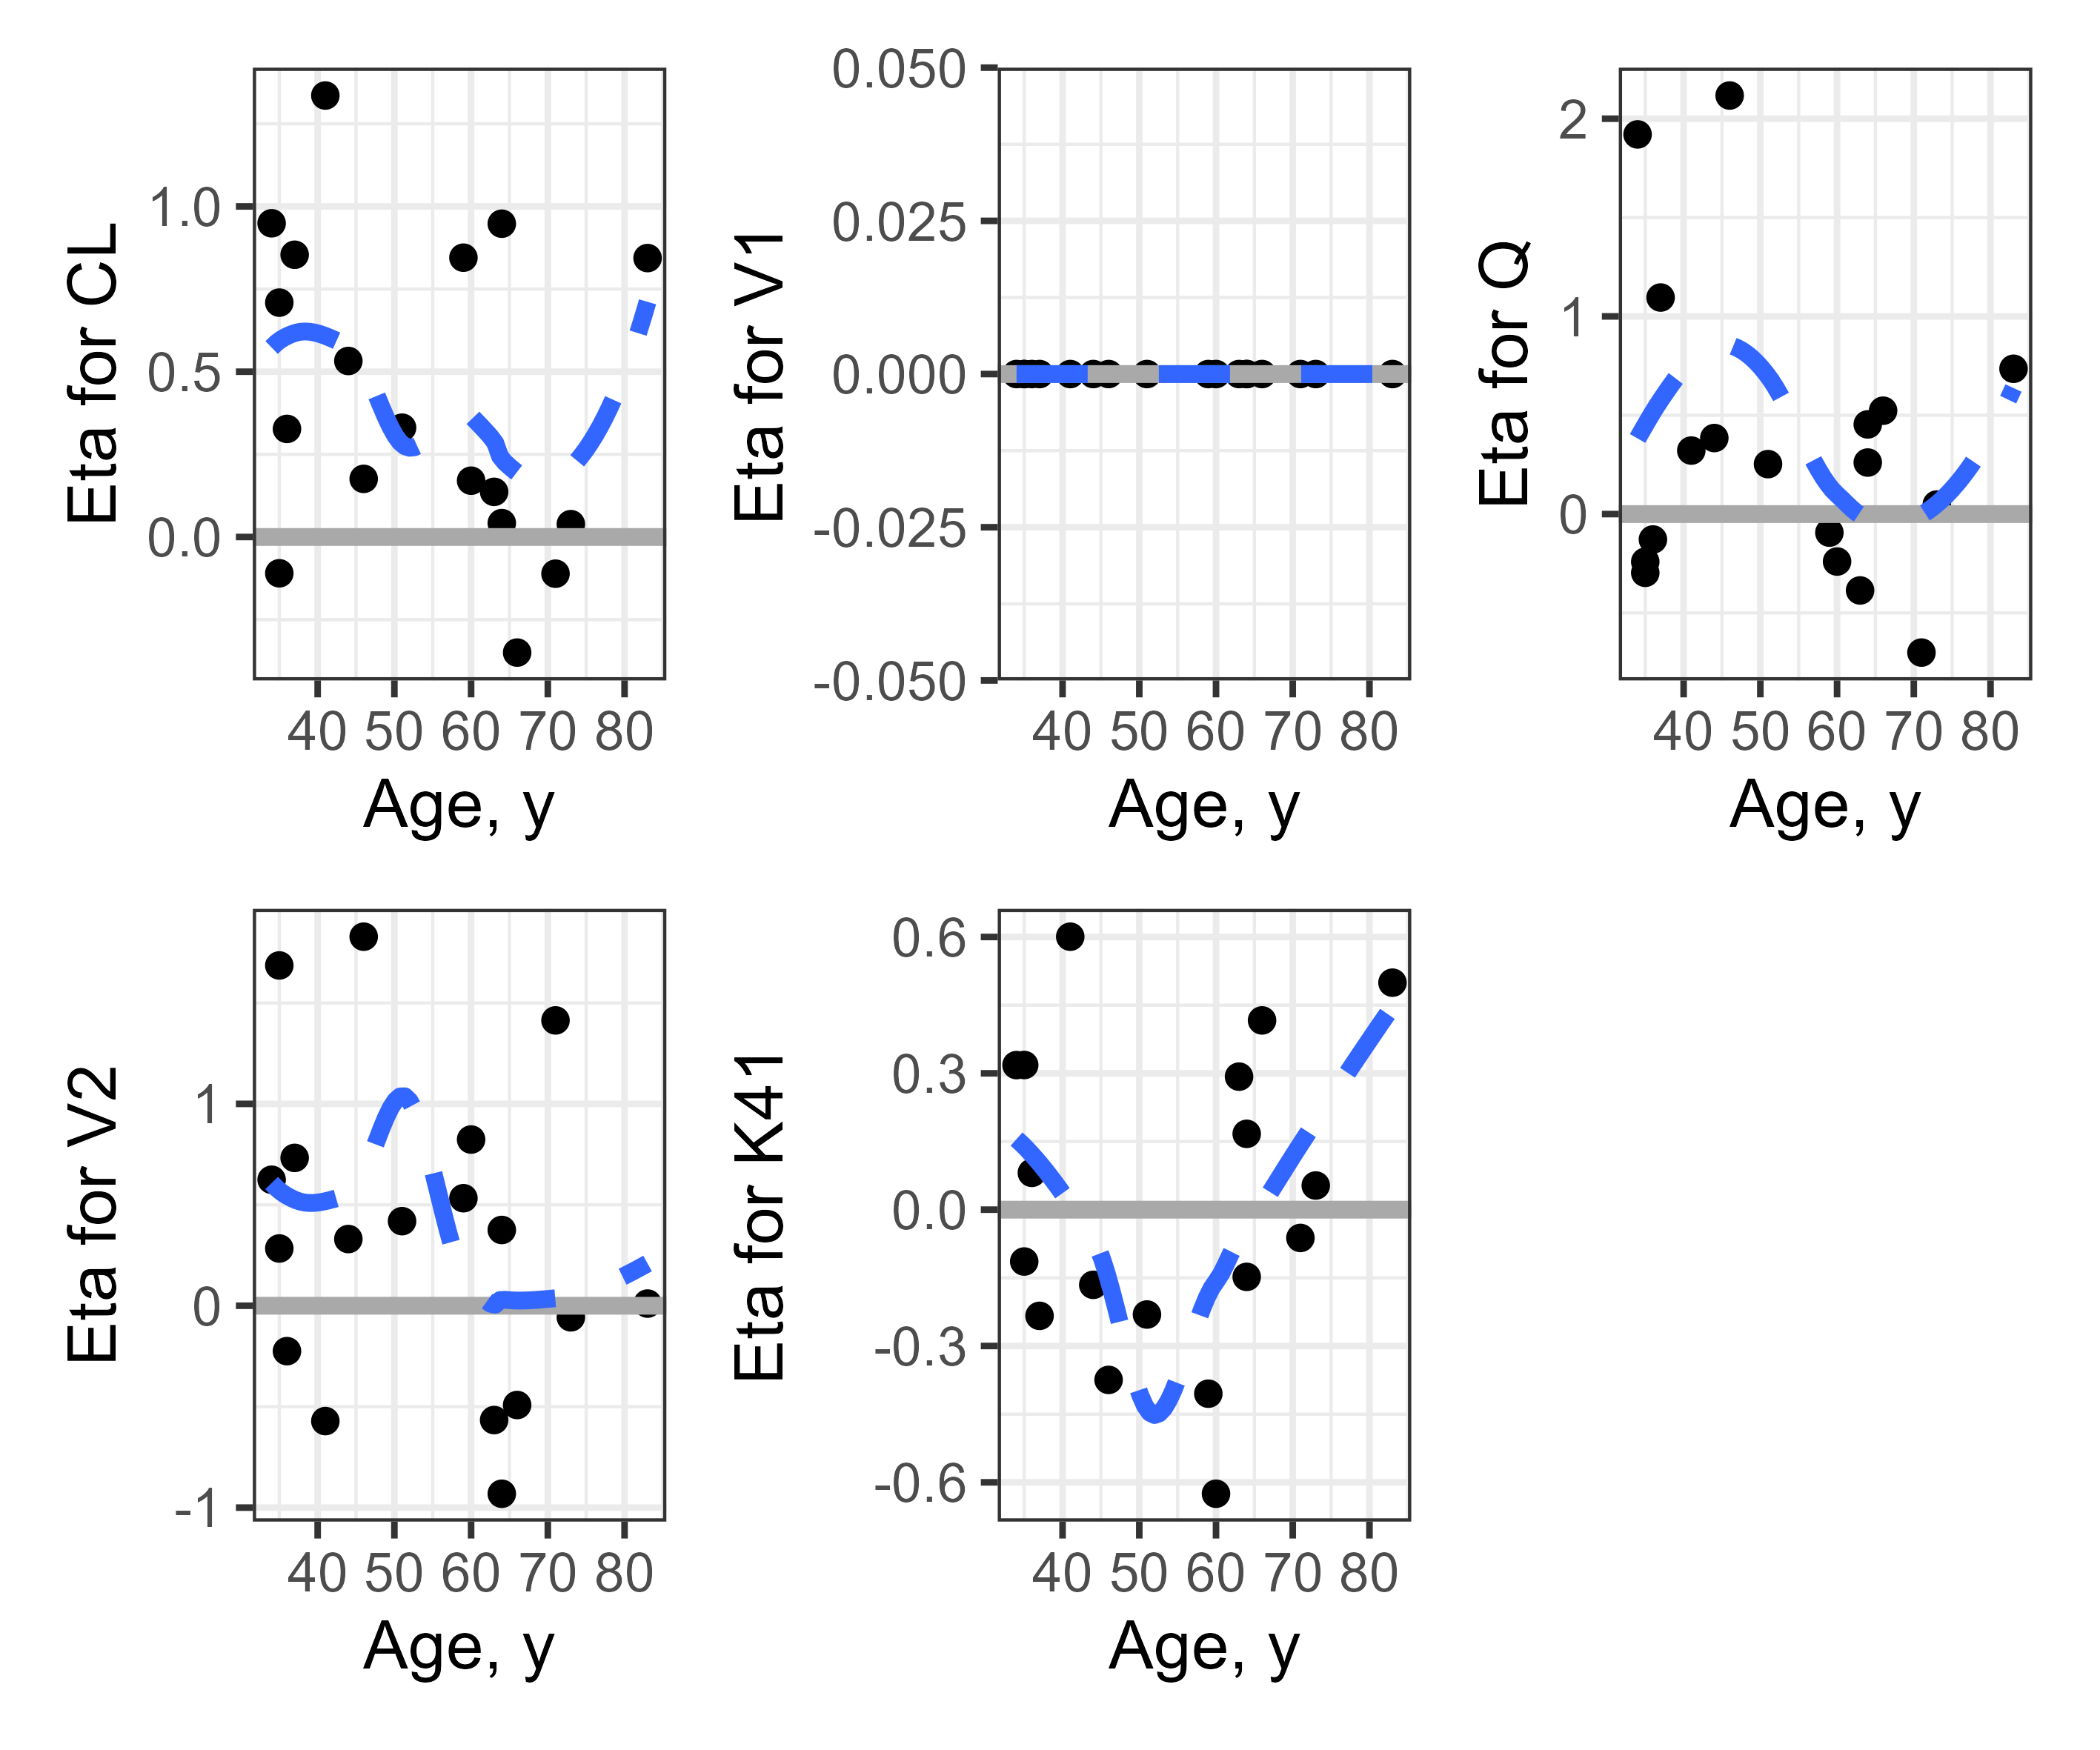 Eta for CL
1.0
0.5
0.0
40 50 60 70 80
Age, y
Eta for V1
0.050
0.025
0.000
-0.025
-0.050
40 50 60 70 80
Age, y
Eta for Q
2
1
0
40 50 60 70 80
Age, y
Eta for V2
1
0
-1
40 50 60 70 80
Age, y
Eta for K41
0.6
0.3
0.0
-0.3
-0.6
40 50 60 70 80
Age, y